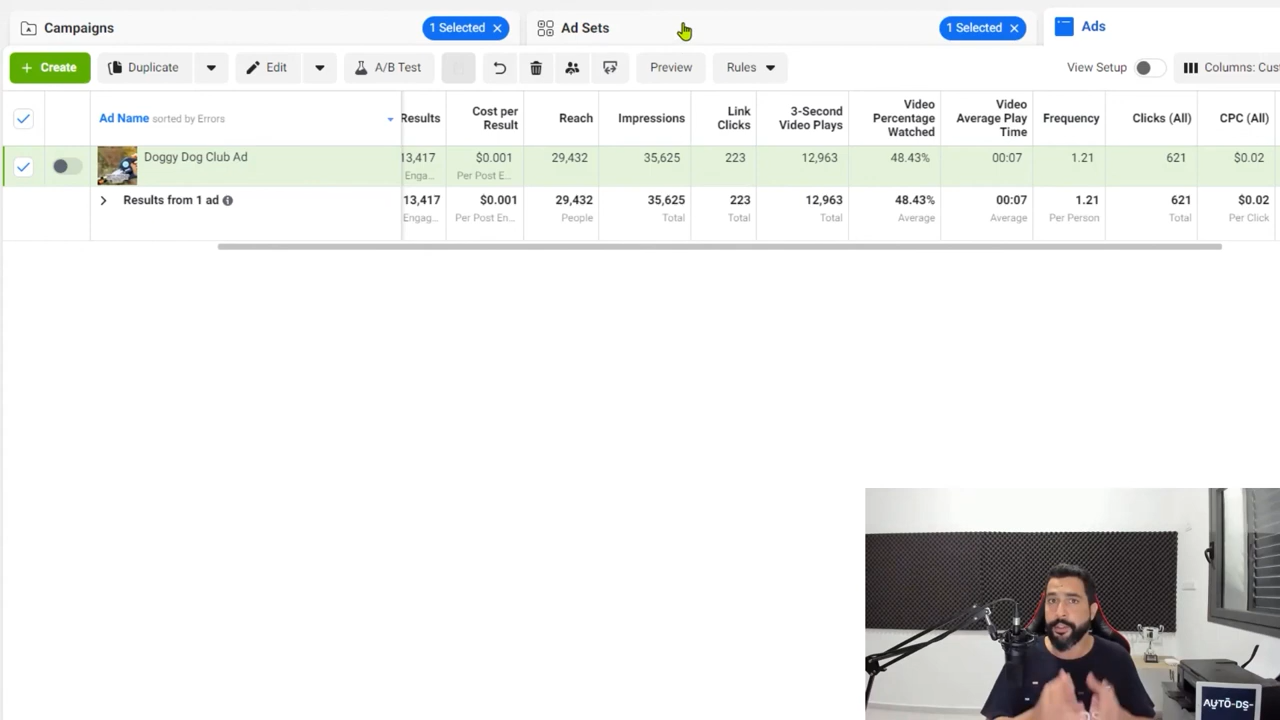 Campaigns
1 Selected
Ad Sets
1 Selected
Ads
Create
Duplicate
Edit
A/B Test
Preview
Rules
View Setup
Columns: Cus
Ad Name sorted by Errors
Results
Cost per
Result
Reach
Impressions
Link
Clicks
3-Second
Video Plays
Video
Percentage
Watched
Video
Average Play
Time
Frequency
Clicks (All)
CPC (All)
Doggy Dog Club Ad
13,417
Enga...
$0.001
Per Post E...
29,432
35,625
223
12,963
48.43%
00:07
1.21
621
$0.02
Results from 1 ad
13,417
Engag...
$0.001
Per Post En...
29,432
People
35,625
Total
223
Total
12,963
Total
48.43%
Average
00:07
Average
1.21
Per Person
621
Total
$0.02
Per Click
AUTO-DS-